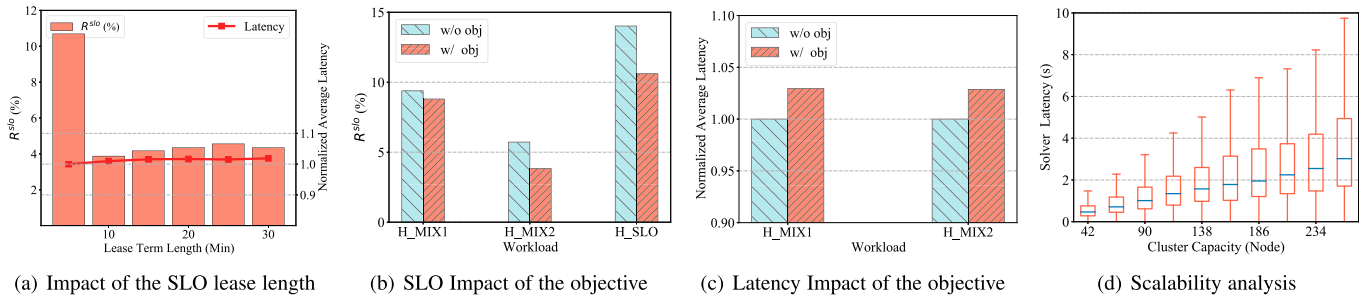 12
10
8
6
4
2
R^slo (%)
R^slo (%)
Latency
1.1
1.0
0.9
Normalized Average Latency
10
20
30
Lease Term Length (Min)
(a) Impact of the SLO lease length
15
10
5
0
R^slo (%)
w/o obj
w/ obj
H_MIX1
H_MIX2
H_SLO
Workload
(b) SLO Impact of the objective
1.10
1.05
1.00
0.95
0.90
Normalized Average Latency
w/o obj
w/ obj
H_MIX1
H_MIX2
Workload
(c) Latency Impact of the objective
10
8
6
4
2
0
Solver Latency (s)
42
90
138
186
234
Cluster Capacity (Node)
(d) Scalability analysis